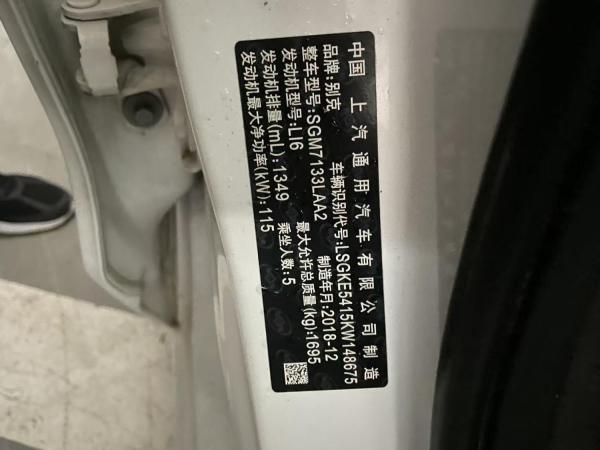 中国 上汽通用汽车有限公司制造
品牌:别克 车辆识别代号:LSGKE5415KW148675
整车型号:SGM7133LAA2 制造年月:2018-12
发动机型号:LI6 最大允许总质量(kg):1695
发动机排量(mL):1349 乘坐人数:5
发动机最大净功率(kW):115